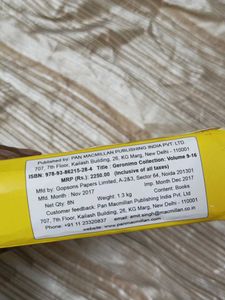 Published by: PAN MACMILLAN PUBLISHING INDIA PVT. LTD.
707, 7th Floor, Kailash Building, 26, KG Marg, New Delhi - 110001
ISBN: 978-93-86215-28-4 Title : Geronimo Collection: Volume 9-16
MRP (Rs.): 2250.00 (Inclusive of all taxes)
Mfd by: Gopsons Papers Limited, A-2&3, Sector 64, Noida 201301
Mfd. Month : Nov 2017 Imp. Month Dec 2017
Net Qty: 8N Weight: 1.3 kg Content: Books
Customer feedback: Pan Macmillan Publishing India Pvt Ltd
707, 7th Floor, Kailash Building, 26, KG Marg, New Delhi - 110001
Phone: +91 11 23320837 email: amit.singh@macmillan.co.in
website: www.panmacmillan.co.in